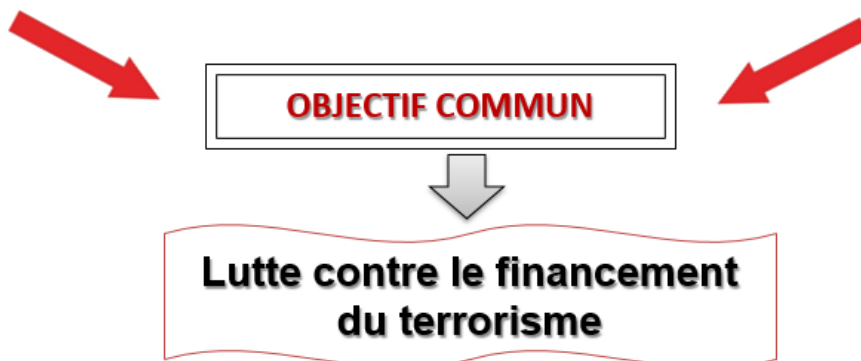 OBJECTIF COMMUN
Lutte contre le financement
du terrorisme